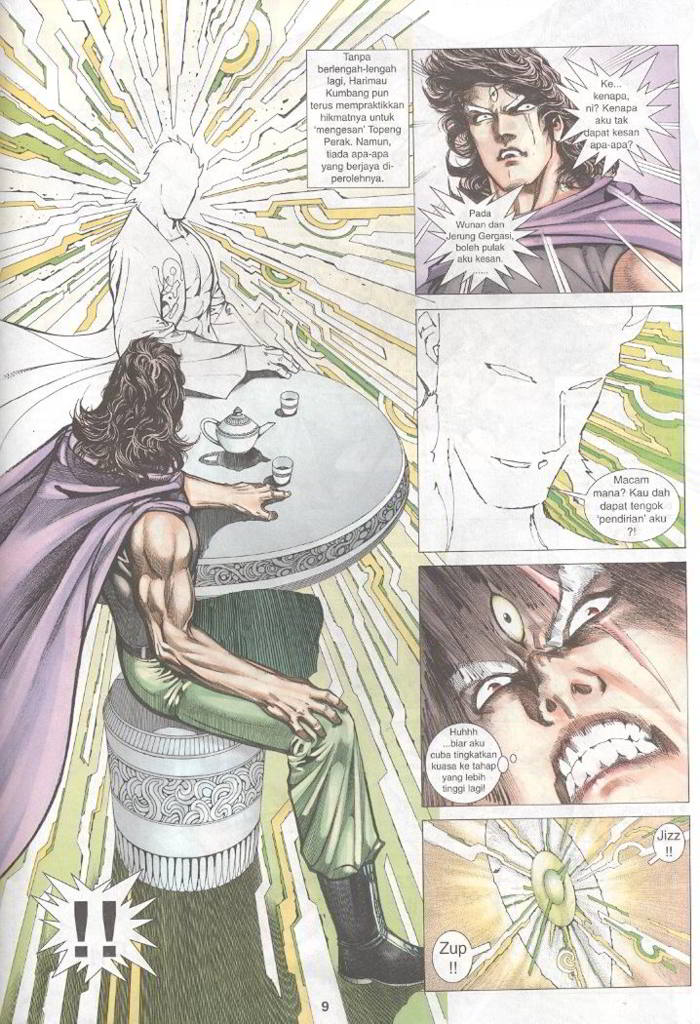 Tanpa
berlengah-lengah
lagi, Harimau
Kumbang pun
terus mempraktikkan
hikmatnya untuk
'mengesan' Topeng
Perak. Namun,
tiada apa-apa
yang berjaya di-
perolehnya.
Ke...
kenapa,
ni? Kenapa
aku tak
dapat kesan
apa-apa?
Pada
Wunan dan
Jerung Gergasi,
boleh pulak
aku kesan.
......
Macam
mana? Kau dah
dapat tengok
'pendirian' aku
?!
Huhhh
...biar aku
cuba tingkatkan
kuasa ke tahap
yang lebih
tinggi lagi!
Jizz
!!
Zup
!!
!!
9